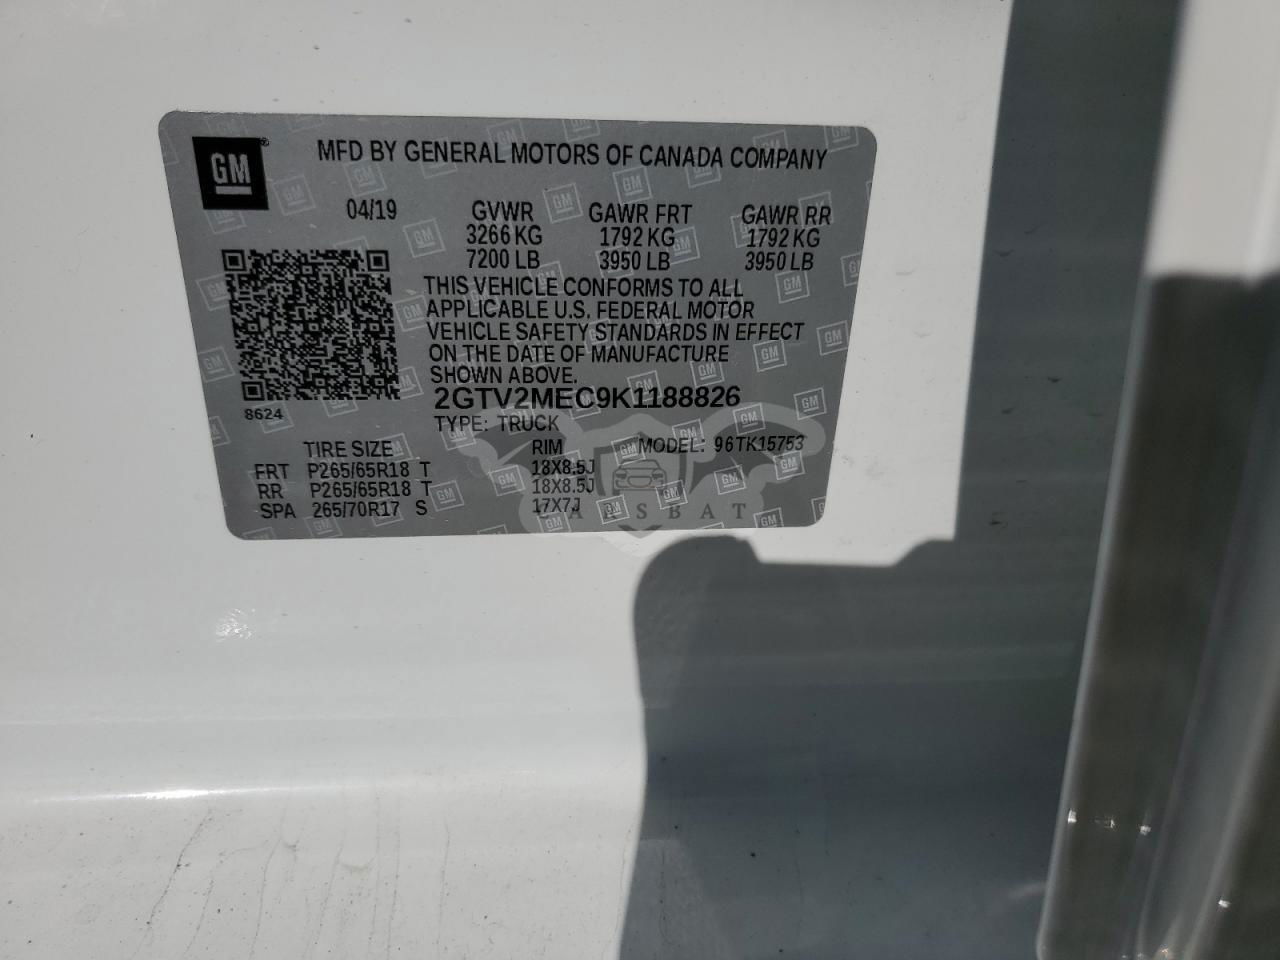 GM
MFD BY GENERAL MOTORS OF CANADA COMPANY
04/19 GVWR GAWR FRT GAWR RR
3266 KG 1792 KG 1792 KG
7200 LB 3950 LB 3950 LB
THIS VEHICLE CONFORMS TO ALL
APPLICABLE U.S. FEDERAL MOTOR
VEHICLE SAFETY STANDARDS IN EFFECT
ON THE DATE OF MANUFACTURE
SHOWN ABOVE.
2GTV2MEC9K1188826
8624
TYPE: TRUCK
TIRE SIZE RIM MODEL: 96TK15753
FRT P265/65R18 T 18X8.5J
RR P265/65R18 T 18X8.5J
SPA 265/70R17 S 17X7J
CARSBAT